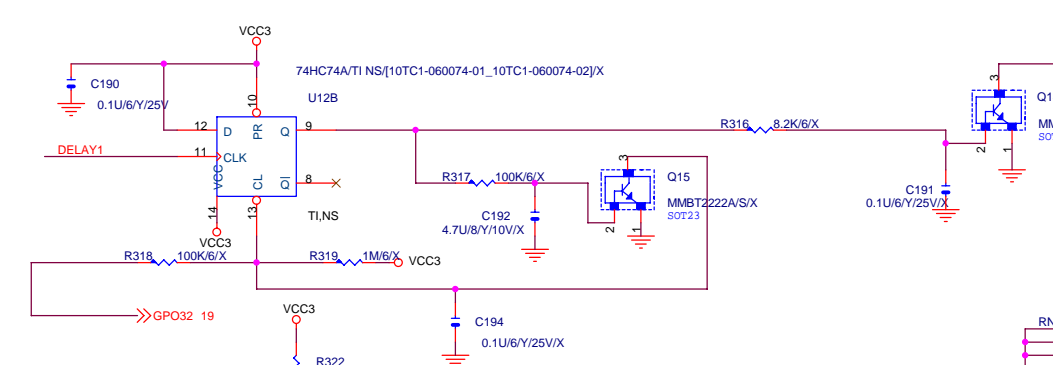 VCC3
74HC74A/TI NS/[10TC1-060074-01_10TC1-060074-02]/X
C190
0.1U/6/Y/25V
U12B
10
3
Q1
12
D
PR
Q
9
R316
8.2K/6/X
MM
SO
DELAY1
11
CLK
2
1
VCC
CL
QI
8
R317
100K/6/X
3
Q15
C191
0.1U/6/Y/25V/X
MMBT2222A/S/X
SOT23
14
13
TI,NS
C192
4.7U/8/Y/10V/X
2
1
VCC3
R318
100K/6/X
R319
1M/6/X
VCC3
GPO32 19
VCC3
C194
0.1U/6/Y/25V/X
RN
R322